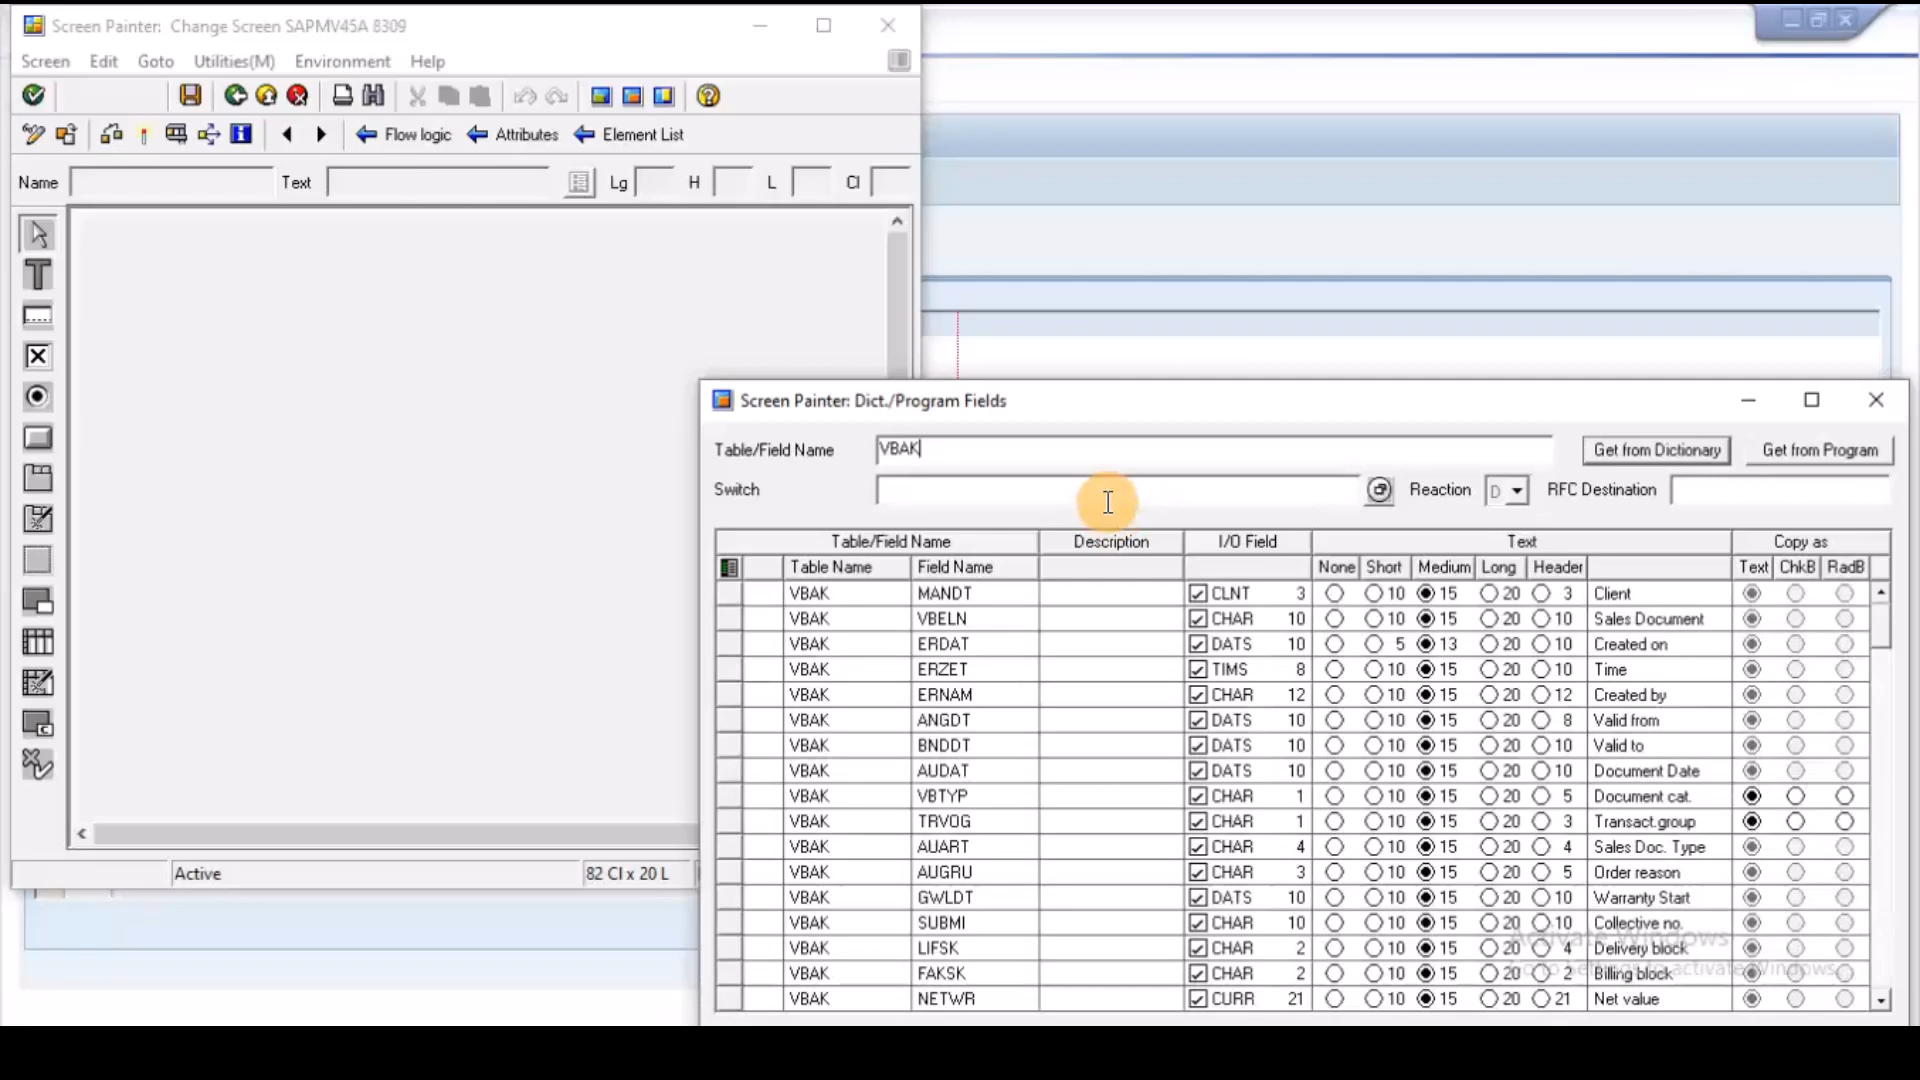 Screen Painter: Change Screen SAPMV45A 8309
Screen Edit Goto Utilities(M) Environment Help
Flow logic Attributes Element List
Name Text Lg H L Cl
Active 82 Cl x 20 L
Screen Painter: Dict./Program Fields
Table/Field Name VBAK Get from Dictionary Get from Program
Switch Reaction D RFC Destination
Table/Field Name Description I/O Field Text Copy as
Table Name Field Name None Short Medium Long Header Text ChkB RadB
VBAK MANDT CLNT 3 10 15 20 3 Client
VBAK VBELN CHAR 10 10 15 20 10 Sales Document
VBAK ERDAT DATS 10 5 13 20 10 Created on
VBAK ERZET TIMS 8 10 15 20 10 Time
VBAK ERNAM CHAR 12 10 15 20 12 Created by
VBAK ANGDT DATS 10 10 15 20 8 Valid from
VBAK BNDDT DATS 10 10 15 20 10 Valid to
VBAK AUDAT DATS 10 10 15 20 10 Document Date
VBAK VBTYP CHAR 1 10 15 20 5 Document cat.
VBAK TRVOG CHAR 1 10 15 20 3 Transact.group
VBAK AUART CHAR 4 10 15 20 4 Sales Doc. Type
VBAK AUGRU CHAR 3 10 15 20 5 Order reason
VBAK GWLDT DATS 10 10 15 20 10 Warranty Start
VBAK SUBMI CHAR 10 10 15 20 10 Collective no.
Activate Windows
VBAK LIFSK CHAR 2 10 15 20 4 Delivery block
Go to Settings to activate Windows.
VBAK FAKSK CHAR 2 10 15 20 2 Billing block
VBAK NETWR CURR 21 10 15 20 21 Net value